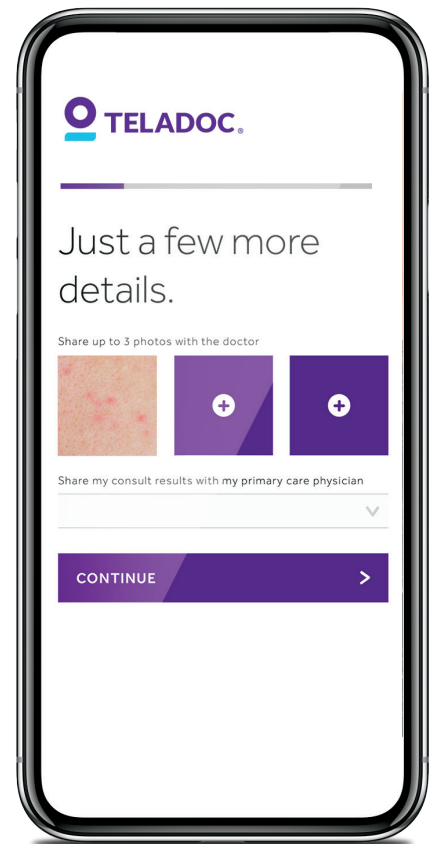 TELADOC®
Just a few more
details.
Share up to 3 photos with the doctor
Share my consult results with my primary care physician
CONTINUE